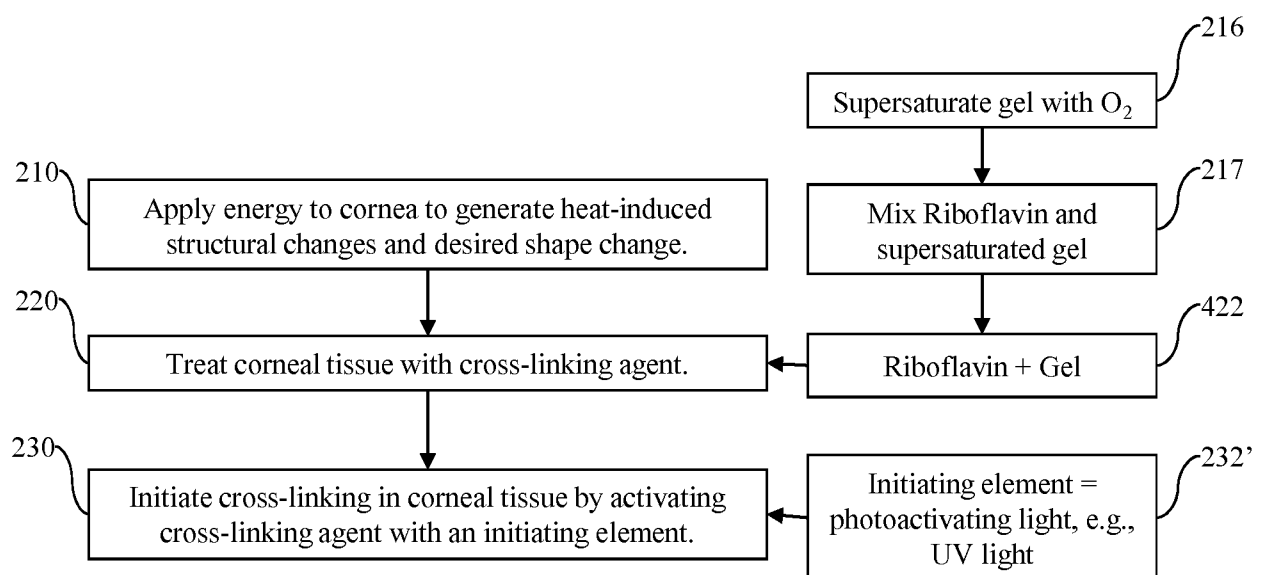 216
Supersaturate gel with O₂
210
217
Apply energy to cornea to generate heat-induced
structural changes and desired shape change.
Mix Riboflavin and
supersaturated gel
220
422
Treat corneal tissue with cross-linking agent.
Riboflavin + Gel
230
232’
Initiate cross-linking in corneal tissue by activating
cross-linking agent with an initiating element.
Initiating element =
photoactivating light, e.g.,
UV light